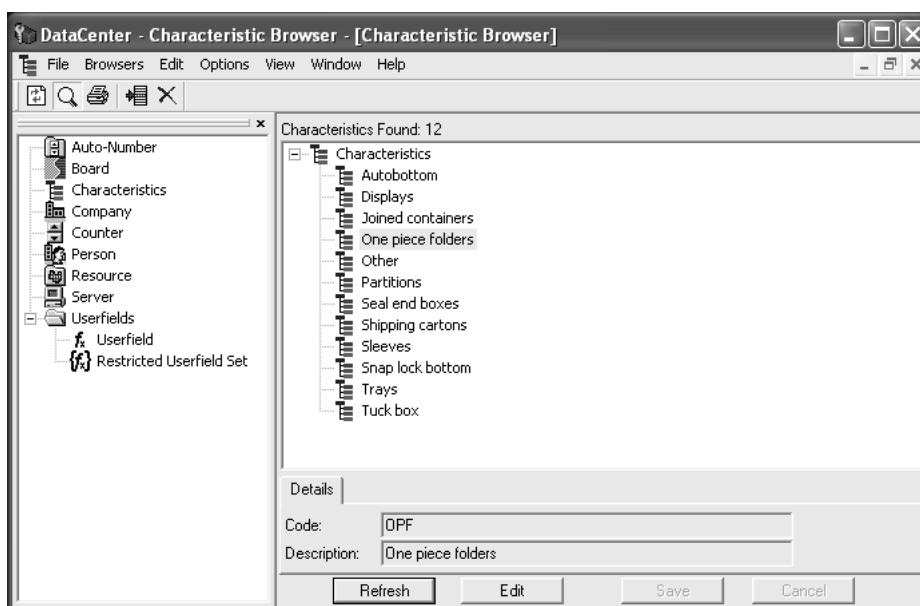 DataCenter - Characteristic Browser - [Characteristic Browser]
File Browsers Edit Options View Window Help
Auto-Number
Board
Characteristics
Company
Counter
Person
Resource
Server
Userfields
fx Userfield
{fx} Restricted Userfield Set
Characteristics Found: 12
Characteristics
Autobottom
Displays
Joined containers
One piece folders
Other
Partitions
Seal end boxes
Shipping cartons
Sleeves
Snap lock bottom
Trays
Tuck box
Details
Code: OPF
Description: One piece folders
Refresh Edit Save Cancel